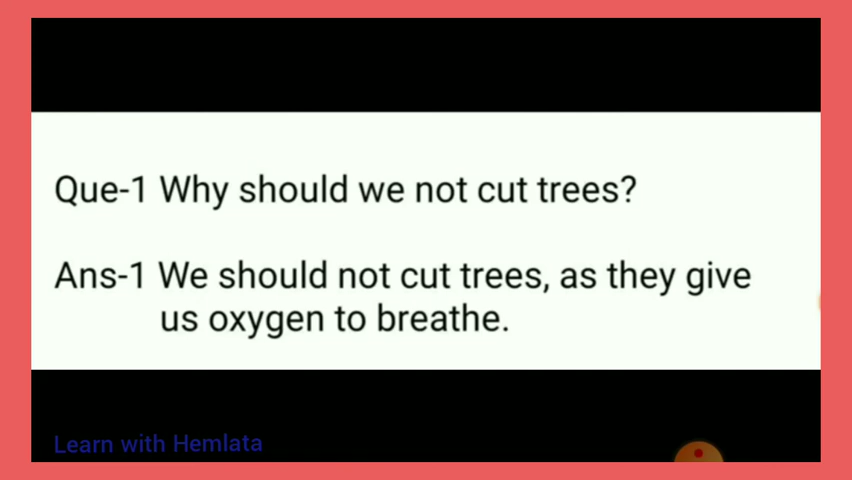 Que-1 Why should we not cut trees?
Ans-1 We should not cut trees, as they give
us oxygen to breathe.
Learn with Hemlata